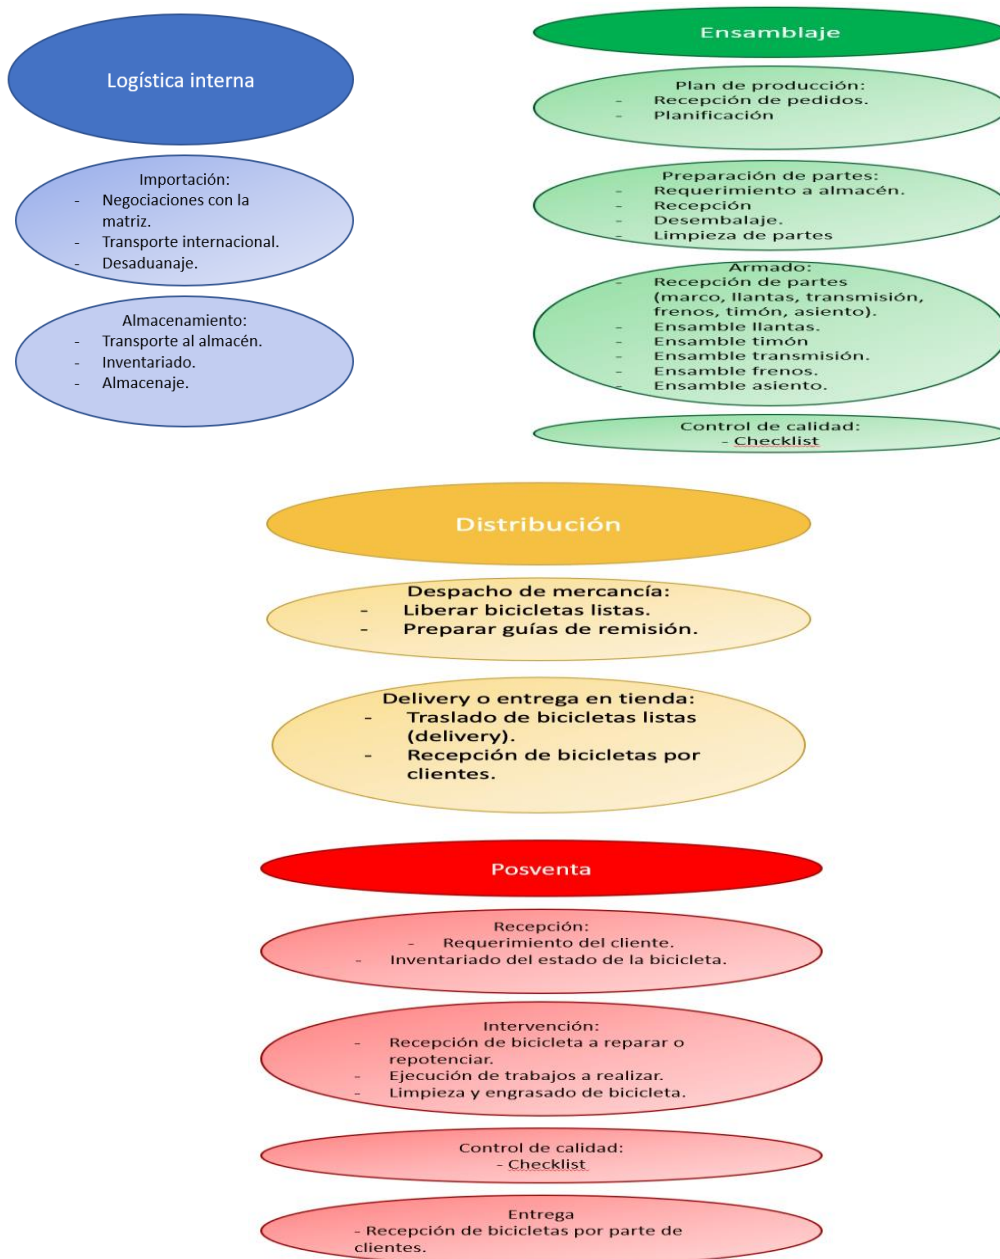 Logística interna
Importación:
- Negociaciones con la
matriz.
- Transporte internacional.
- Desaduanaje.
Almacenamiento:
- Transporte al almacén.
- Inventariado.
- Almacenaje.
Ensamblaje
Plan de producción:
- Recepción de pedidos.
- Planificación
Preparación de partes:
- Requerimiento a almacén.
- Recepción
- Desembalaje.
- Limpieza de partes
Armado:
- Recepción de partes
(marco, llantas, transmisión,
frenos, timón, asiento).
- Ensamble llantas.
- Ensamble timón
- Ensamble transmisión.
- Ensamble frenos.
- Ensamble asiento.
Control de calidad:
- Checklist
Distribución
Despacho de mercancía:
- Liberar bicicletas listas.
- Preparar guías de remisión.
Delivery o entrega en tienda:
- Traslado de bicicletas listas
(delivery).
- Recepción de bicicletas por
clientes.
Posventa
Recepción:
- Requerimiento del cliente.
- Inventariado del estado de la bicicleta.
Intervención:
- Recepción de bicicleta a reparar o
repotenciar.
- Ejecución de trabajos a realizar.
- Limpieza y engrasado de bicicleta.
Control de calidad:
- Checklist
Entrega
- Recepción de bicicletas por parte de
clientes.